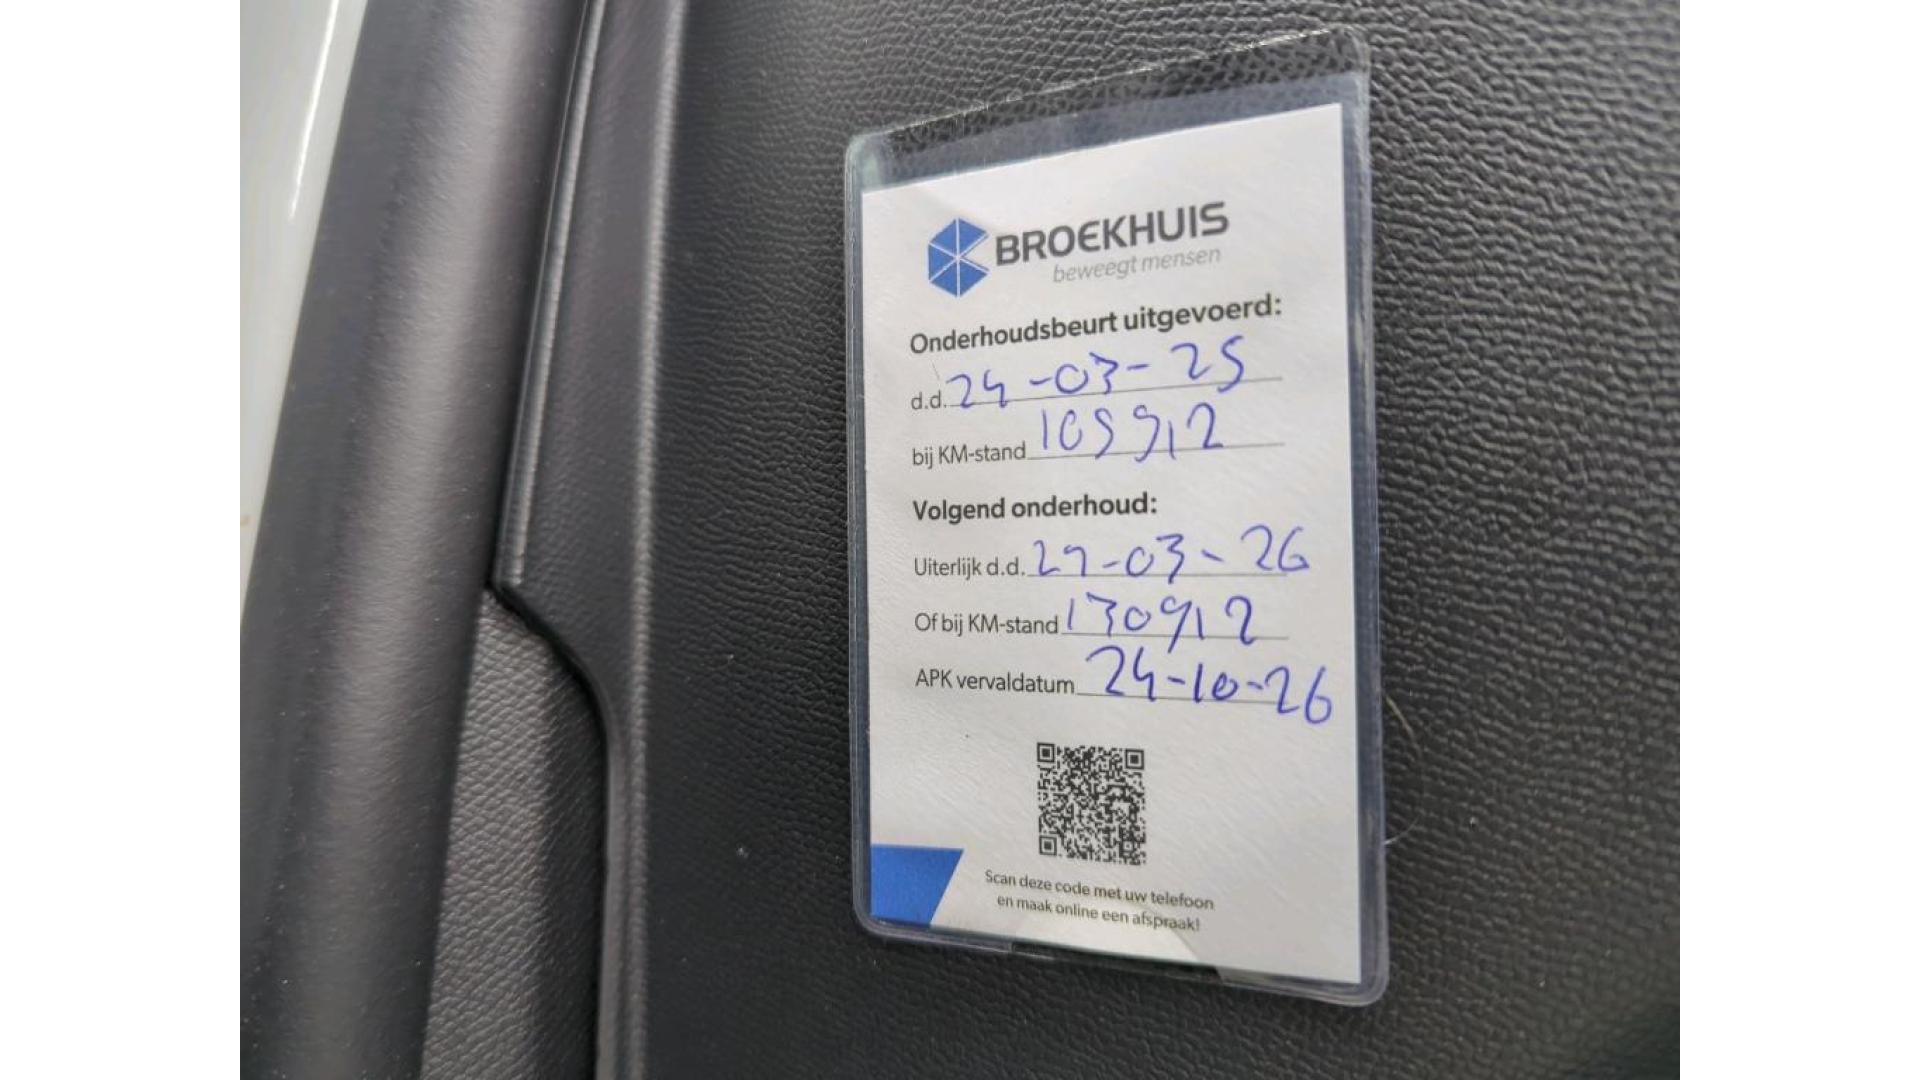 BROEKHUIS
beweegt mensen
Onderhoudsbeurt uitgevoerd:
d.d. 24-03-25
bij KM-stand 105912
Volgend onderhoud:
Uiterlijk d.d. 24-03-26
Of bij KM-stand 130912
APK vervaldatum 24-10-26
Scan deze code met uw telefoon
en maak online een afspraak!